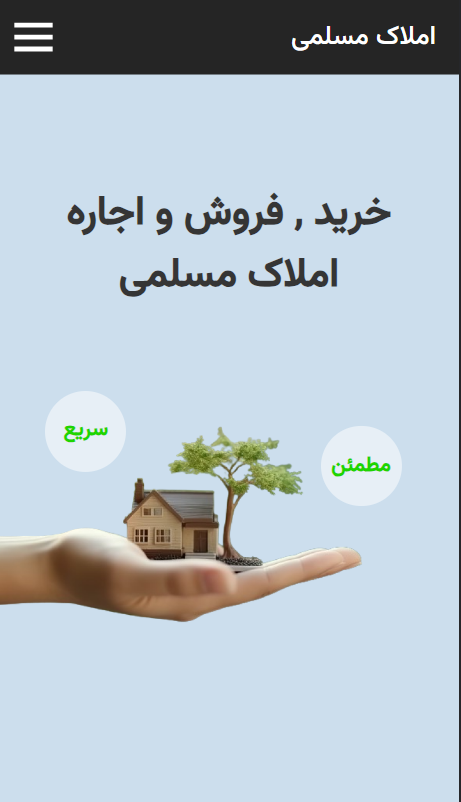 املاک مسلمی
خرید , فروش و اجاره
املاک مسلمی
سریع
مطمئن